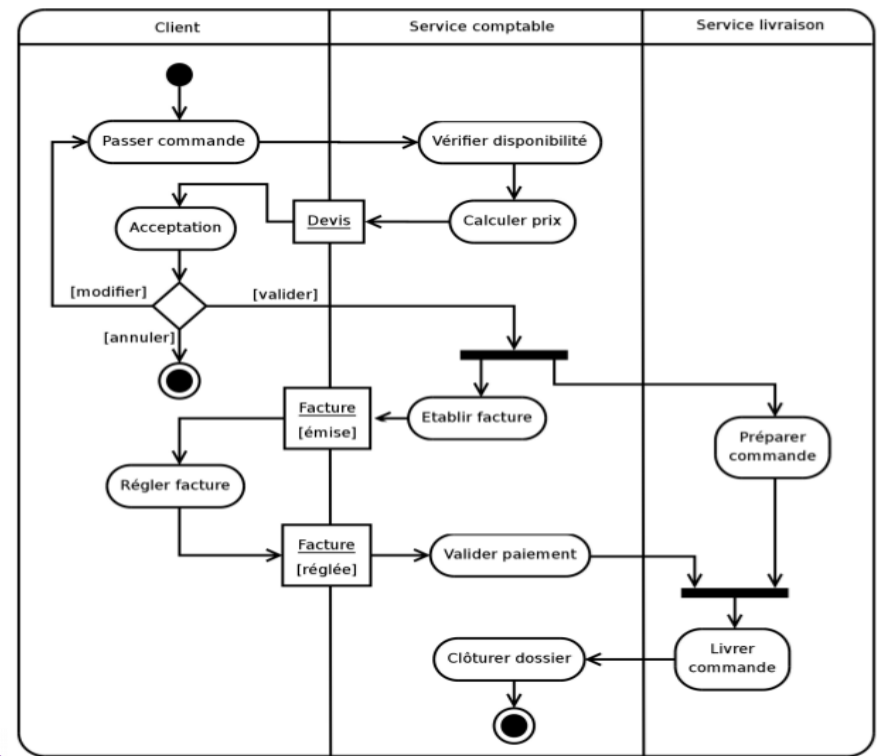 Client
Service comptable
Service livraison
Passer commande
Vérifier disponibilité
Devis
Calculer prix
Acceptation
[modifier]
[valider]
[annuler]
Facture
[émise]
Etablir facture
Préparer
commande
Régler facture
Facture
[réglée]
Valider paiement
Clôturer dossier
Livrer
commande